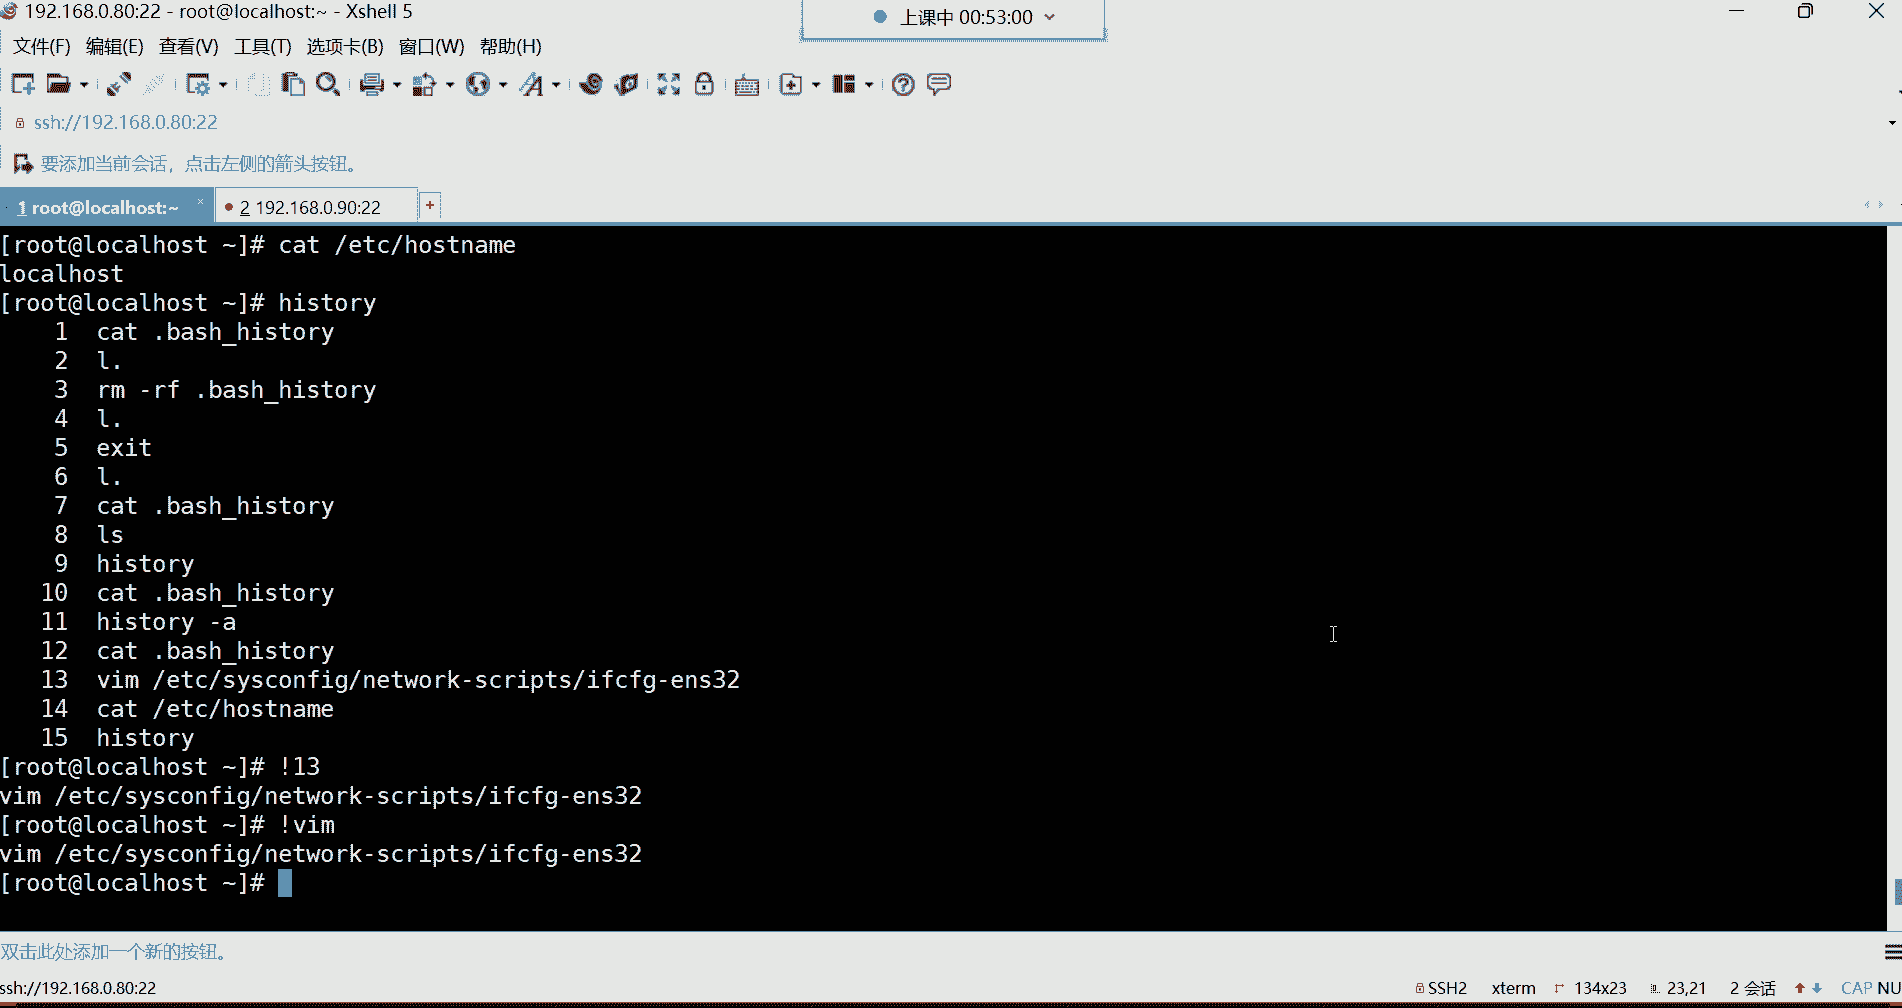 192.168.0.80:22 - root@localhost:~ - Xshell 5
上课中 00:53:00
文件(F) 编辑(E) 查看(V) 工具(T) 选项卡(B) 窗口(W) 帮助(H)
ssh://192.168.0.80:22
要添加当前会话，点击左侧的箭头按钮。
1 root@localhost:~ × 2 192.168.0.90:22 +
[root@localhost ~]# cat /etc/hostname
localhost
[root@localhost ~]# history
1 cat .bash_history
2 l.
3 rm -rf .bash_history
4 l.
5 exit
6 l.
7 cat .bash_history
8 ls
9 history
10 cat .bash_history
11 history -a
12 cat .bash_history
13 vim /etc/sysconfig/network-scripts/ifcfg-ens32
14 cat /etc/hostname
15 history
[root@localhost ~]# !13
vim /etc/sysconfig/network-scripts/ifcfg-ens32
[root@localhost ~]# !vim
vim /etc/sysconfig/network-scripts/ifcfg-ens32
[root@localhost ~]#
双击此处添加一个新的按钮。
ssh://192.168.0.80:22 SSH2 xterm 134x23 23,21 2 会话 CAP NU